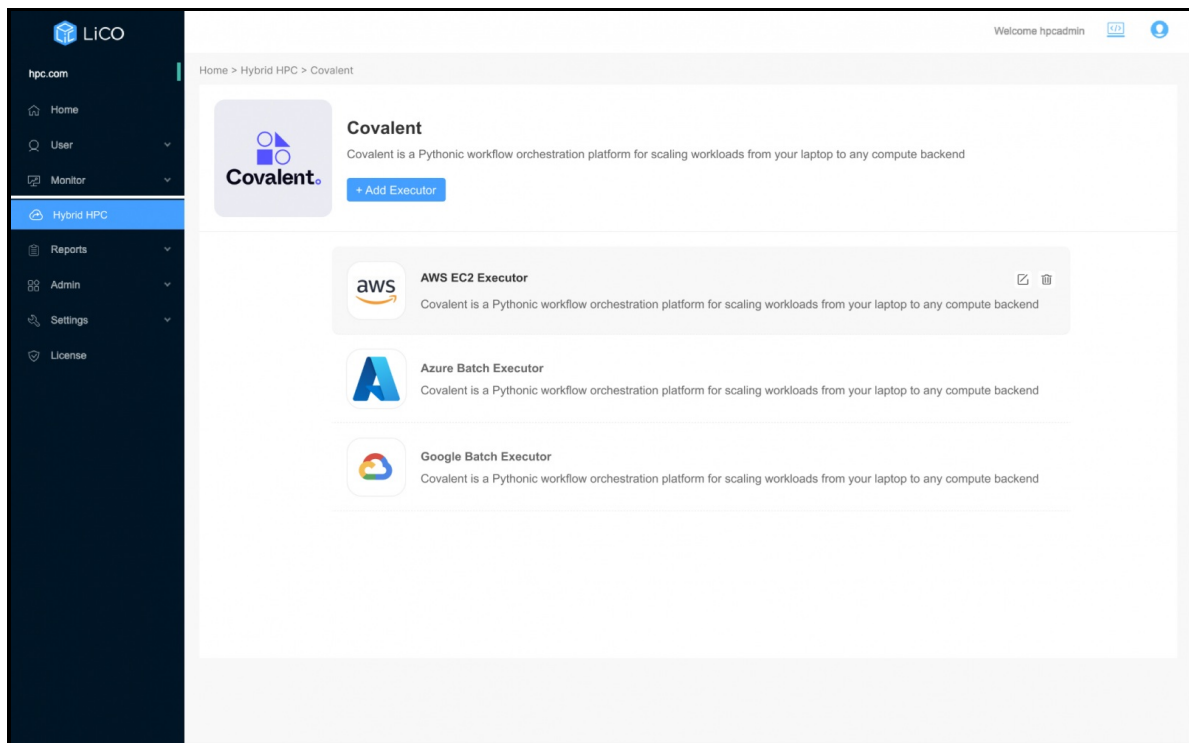 LiCO
Welcome hpcadmin
hpc.com
Home > Hybrid HPC > Covalent
Home
User
Monitor
Hybrid HPC
Reports
Admin
Settings
License
Covalent.
Covalent
Covalent is a Pythonic workflow orchestration platform for scaling workloads from your laptop to any compute backend
+ Add Executor
aws
AWS EC2 Executor
Covalent is a Pythonic workflow orchestration platform for scaling workloads from your laptop to any compute backend
Azure Batch Executor
Covalent is a Pythonic workflow orchestration platform for scaling workloads from your laptop to any compute backend
Google Batch Executor
Covalent is a Pythonic workflow orchestration platform for scaling workloads from your laptop to any compute backend